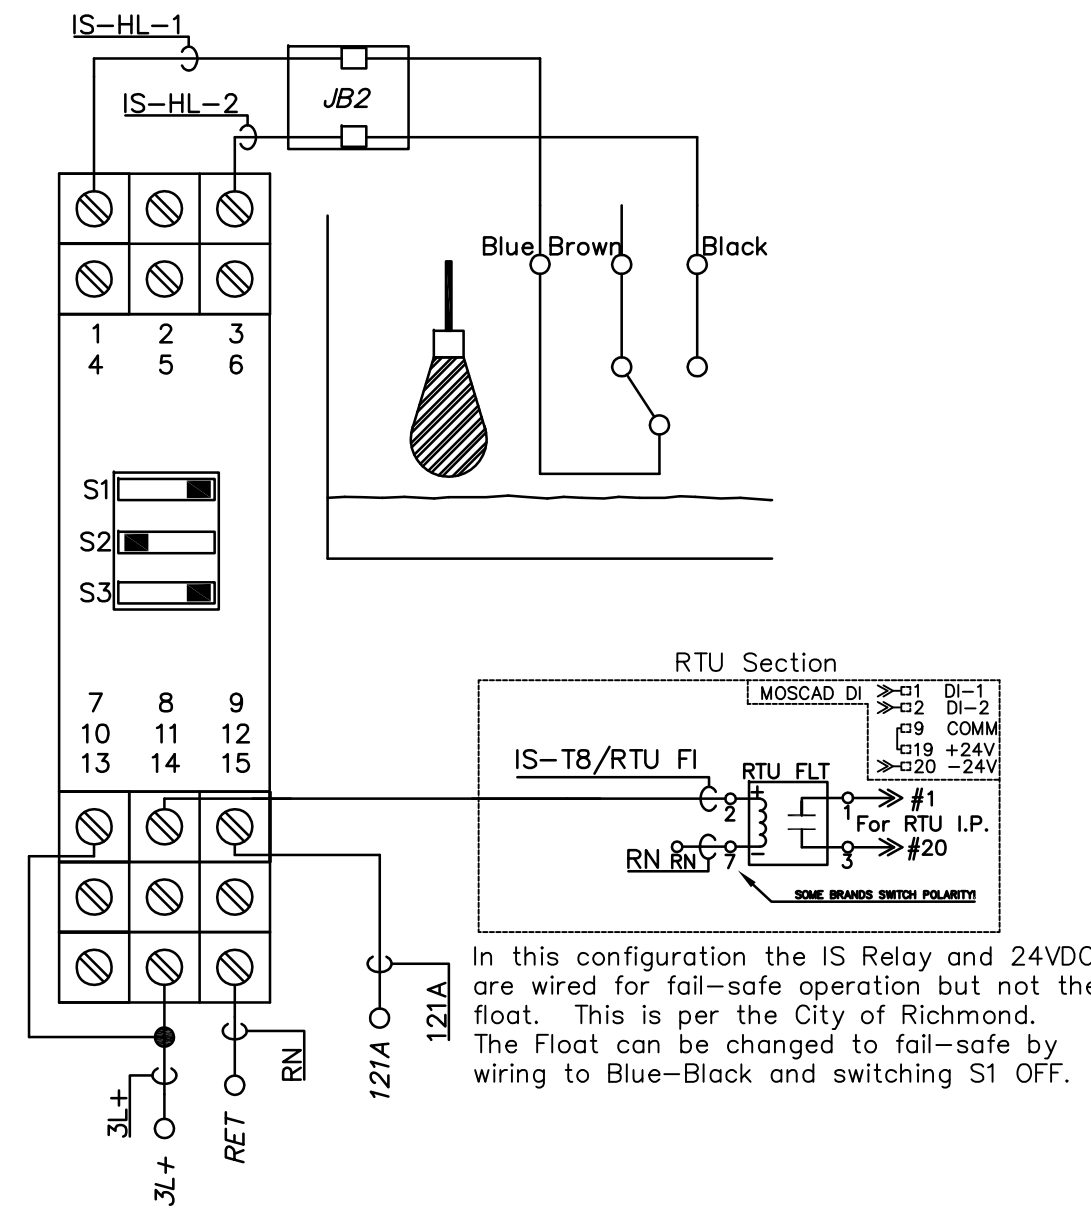 IS-HL-1
IS-HL-2
JB2
Blue Brown Black
1 2 3
4 5 6
S1
S2
S3
7 8 9
10 11 12
13 14 15
RTU Section
MOSCAD DI
1 DI-1
2 DI-2
9 COMM
19 +24V
20 -24V
IS-T8/RTU FI
RTU FLT
+
2
1
#1
For RTU I.P.
RN
RN
7
-
3
#20
SOME BRANDS SWITCH POLARITY!
In this configuration the IS Relay and 24VDC
are wired for fail-safe operation but not the
float. This is per the City of Richmond.
The Float can be changed to fail-safe by
wiring to Blue-Black and switching S1 OFF.
121A
121A
RN
RET
3L+
3L+